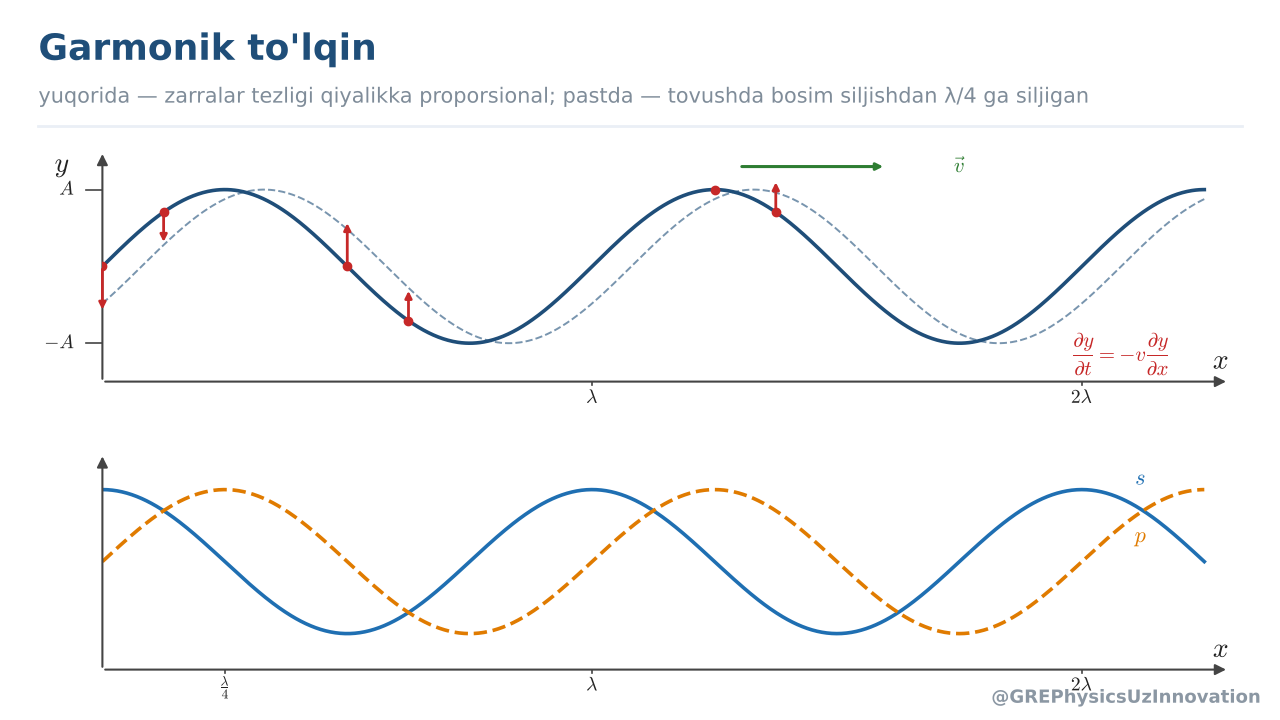 Garmonik to'lqin
yuqorida — zarralar tezligi qiyalikka proporsional; pastda — tovushda bosim siljishdan λ/4 ga siljigan
y
A
−A
v⃗
∂y/∂t = −v ∂y/∂x
x
λ
2λ
s
p
x
λ/4
λ
2λ
@GREPhysicsUzInnovation